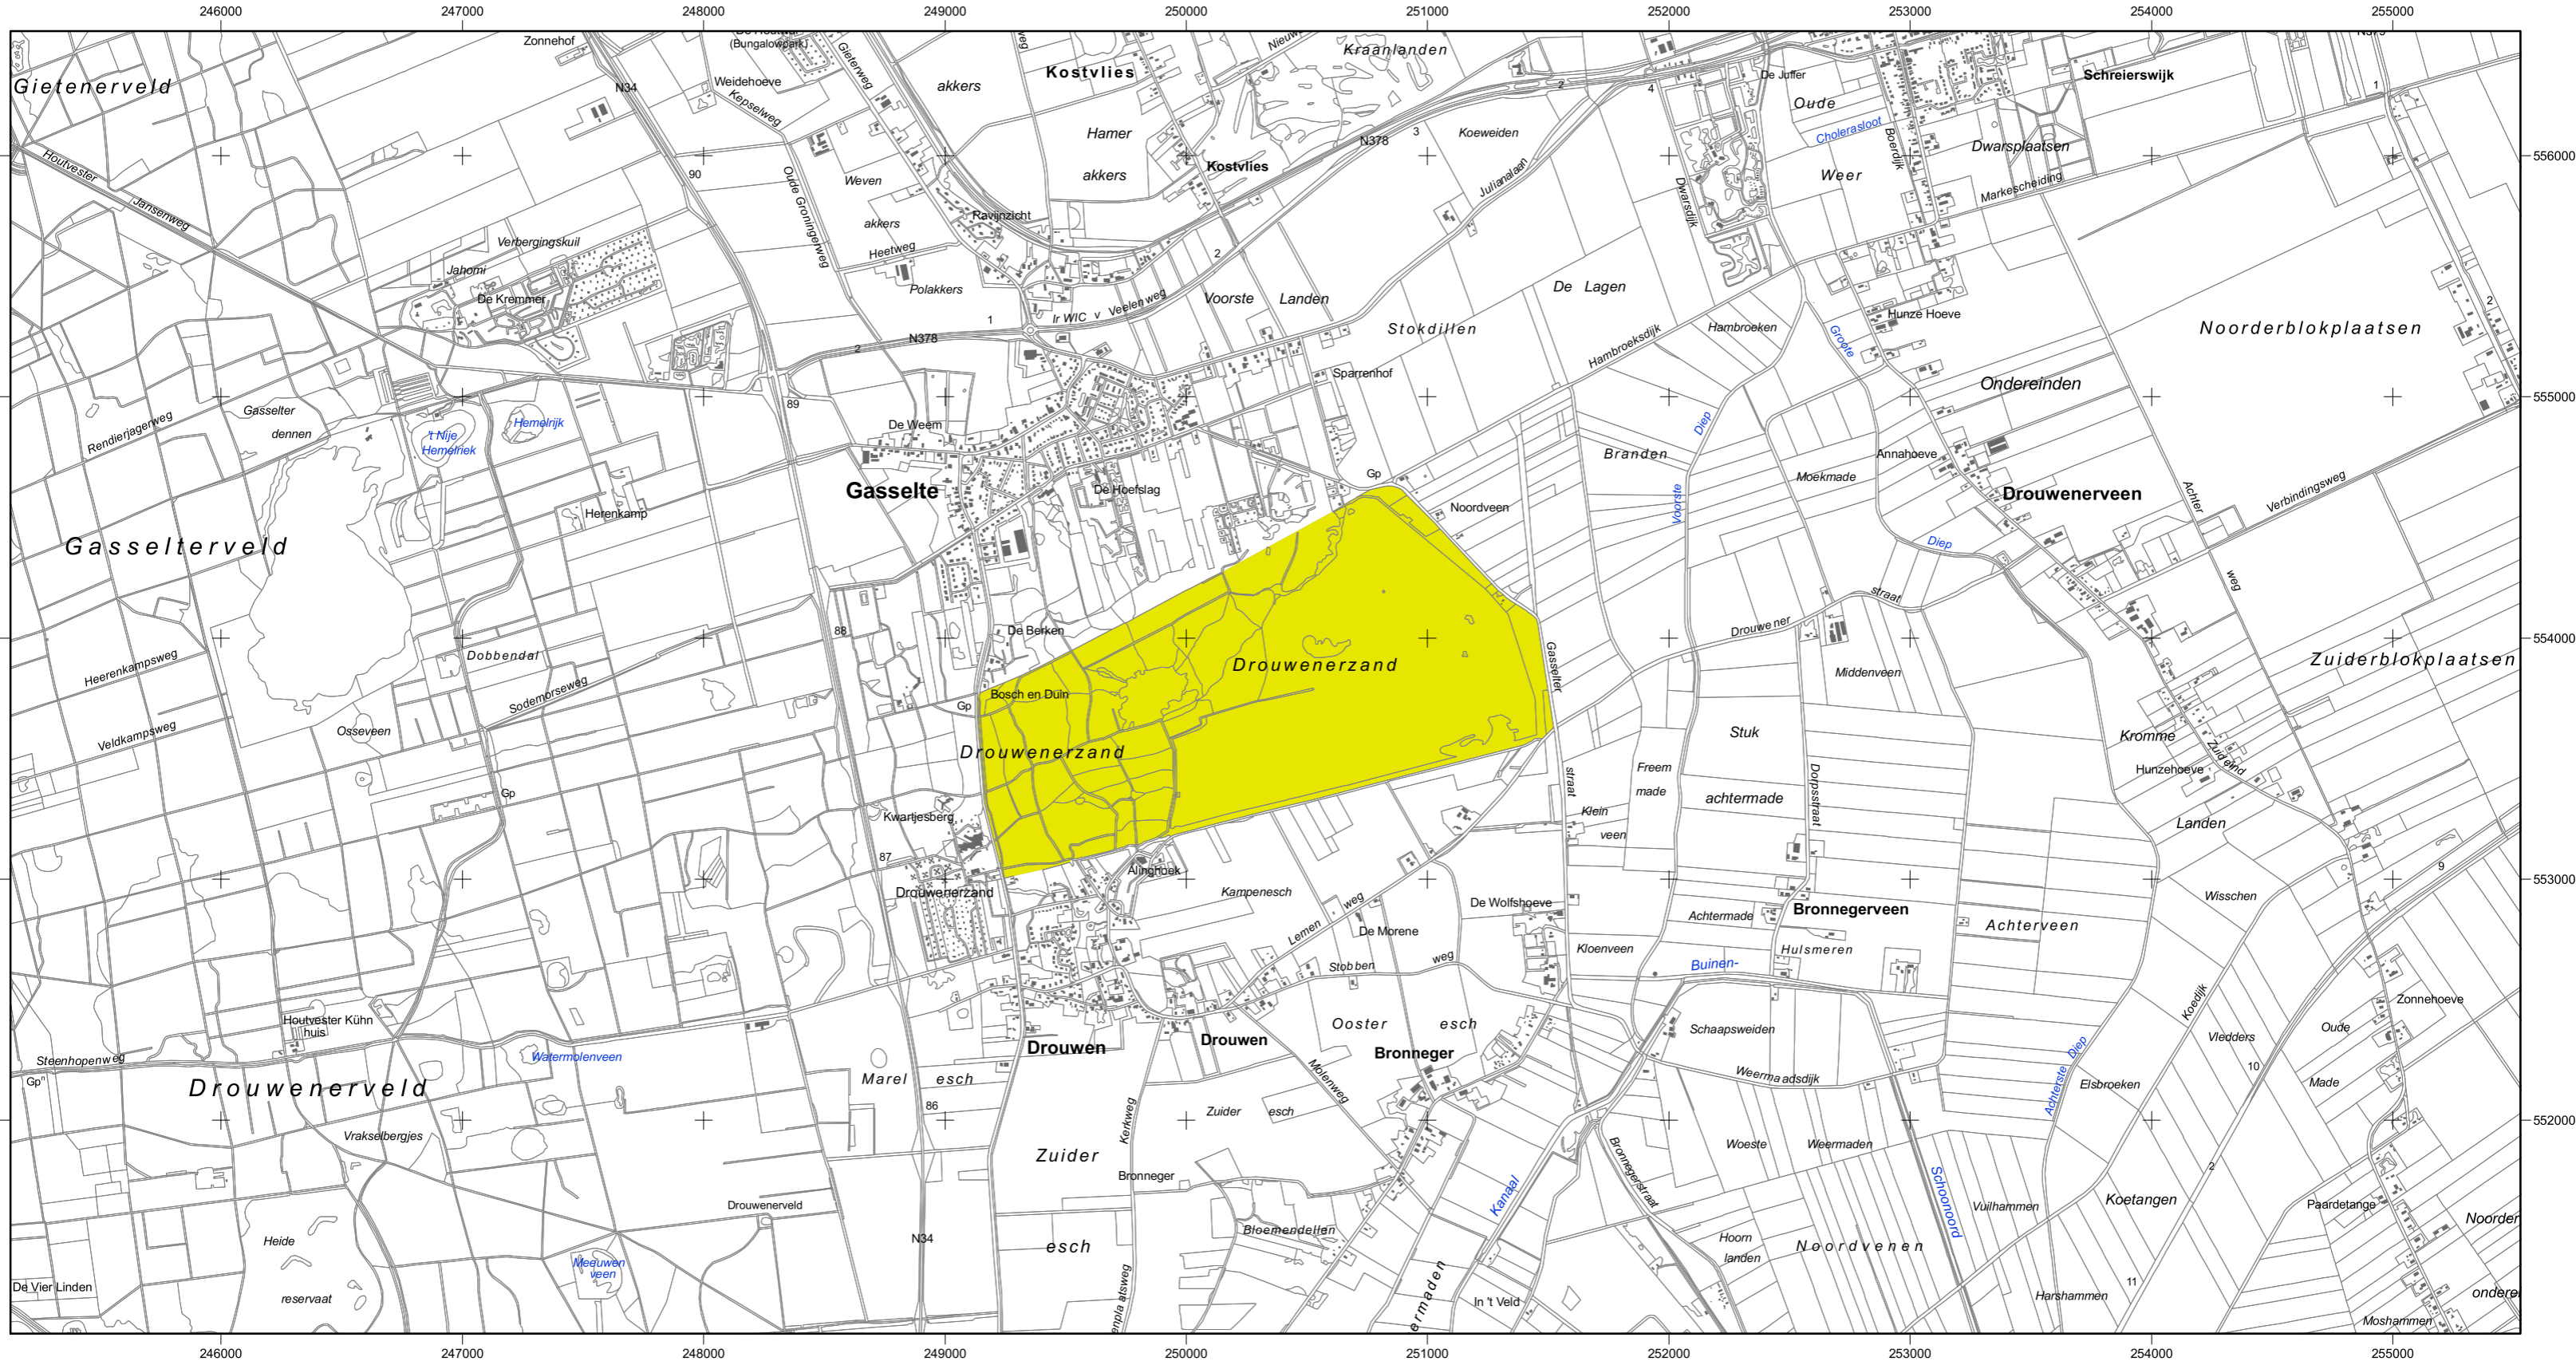 246000 247000 248000 249000 250000 251000 252000 253000 254000 255000
Zonnehof
(Bungalowpark)
Gieterweg
Kraanlanden
Gietenerveld
N34
Weidehoeve
Kepselweg
akkers
Kostvlies
De Juffer
Schreierswijk
1
2
4
Oude
Cholerasloot
Boerdijk
Hamer
akkers
3
N378
Koeweiden
Dwarsplaatsen
556000
Houtvester
Jansenweg
90
Oude Groningerweg
Weven
akkers
Kostvlies
Julianalaan
Dwarsdijk
Weer
Markescheiding
Ravijnzicht
Verbergingskuil
Heetweg
2
Jahomi
De Kremmer
Polakkers
Voorste Landen
De Lagen
2
1
Ir WIC v Veelenweg
Hunze Hoeve
Stokdillen
Hambroeken
Noorderblokplaatsen
N378
2
Hambroeksdijk
Groote
Sparrenhof
Ondereinden
89
555000
Rendierjagerweg
Gasselter
dennen
Hemelrijk
't Nije
Hemelriek
De Weem
Diep
Branden
Annahoeve
Gp
Moekmade
Gasselte
De Hoefslag
Noordveen
Voorste
Drouwenerveen
Achter
Verbindingsweg
Herenkamp
Gasselterveld
Diep
weg
straat
88
De Berken
Drouwener
554000
Heerenkampsweg
Dobbendal
Drouwenerzand
Gasselter
Middenveen
Zuiderblokplaatsen
Sodemorseweg
Bosch en Duin
Gp
Veldkampsweg
Osseveen
Drouwenerzand
Stuk
Kromme
Zuideind
Gp
straat
Freem
made
Dorpsstraat
Hunzehoeve
achtermade
Kwartjesberg
Klein
veen
Landen
87
Alinghoek
9
553000
Drouwenerzand
Kampenesch
Wisschen
Lemen weg
De Wolfshoeve
Achtermade
Bronnegerveen
Achterveen
De Morene
Kloenveen
Hulsmeren
Stobben weg
Buinen-
Koedijk
Zonnehoeve
Houtvester Kühn
huis
Ooster esch
Schaapsweiden
Oude
Steenhopenweg
Watermolenveen
Drouwen
Drouwen
Bronneger
Vledders
Diep
10
Gp
Drouwenerveld
Marel esch
Molenweg
Weermaadsdijk
Achterste
Elsbroeken
Made
86
Kerkweg
Zuider esch
552000
Vrakselbergjes
Woeste Weermaden
Zuider
Bronnegerstraat
2
Bronneger
Kanaal
Schoonoord
Vuilhammen
Koetangen
Paardetange
Drouwenerveld
Noorder
N34
Bloemendellen
Heide
esch
Hoorn
landen
Noordvenen
Meeuwen
veen
11
De Vier Linden
reservaat
ermaden
In 't Veld
Harshammen
Moshammen
246000 247000 248000 249000 250000 251000 252000 253000 254000 255000